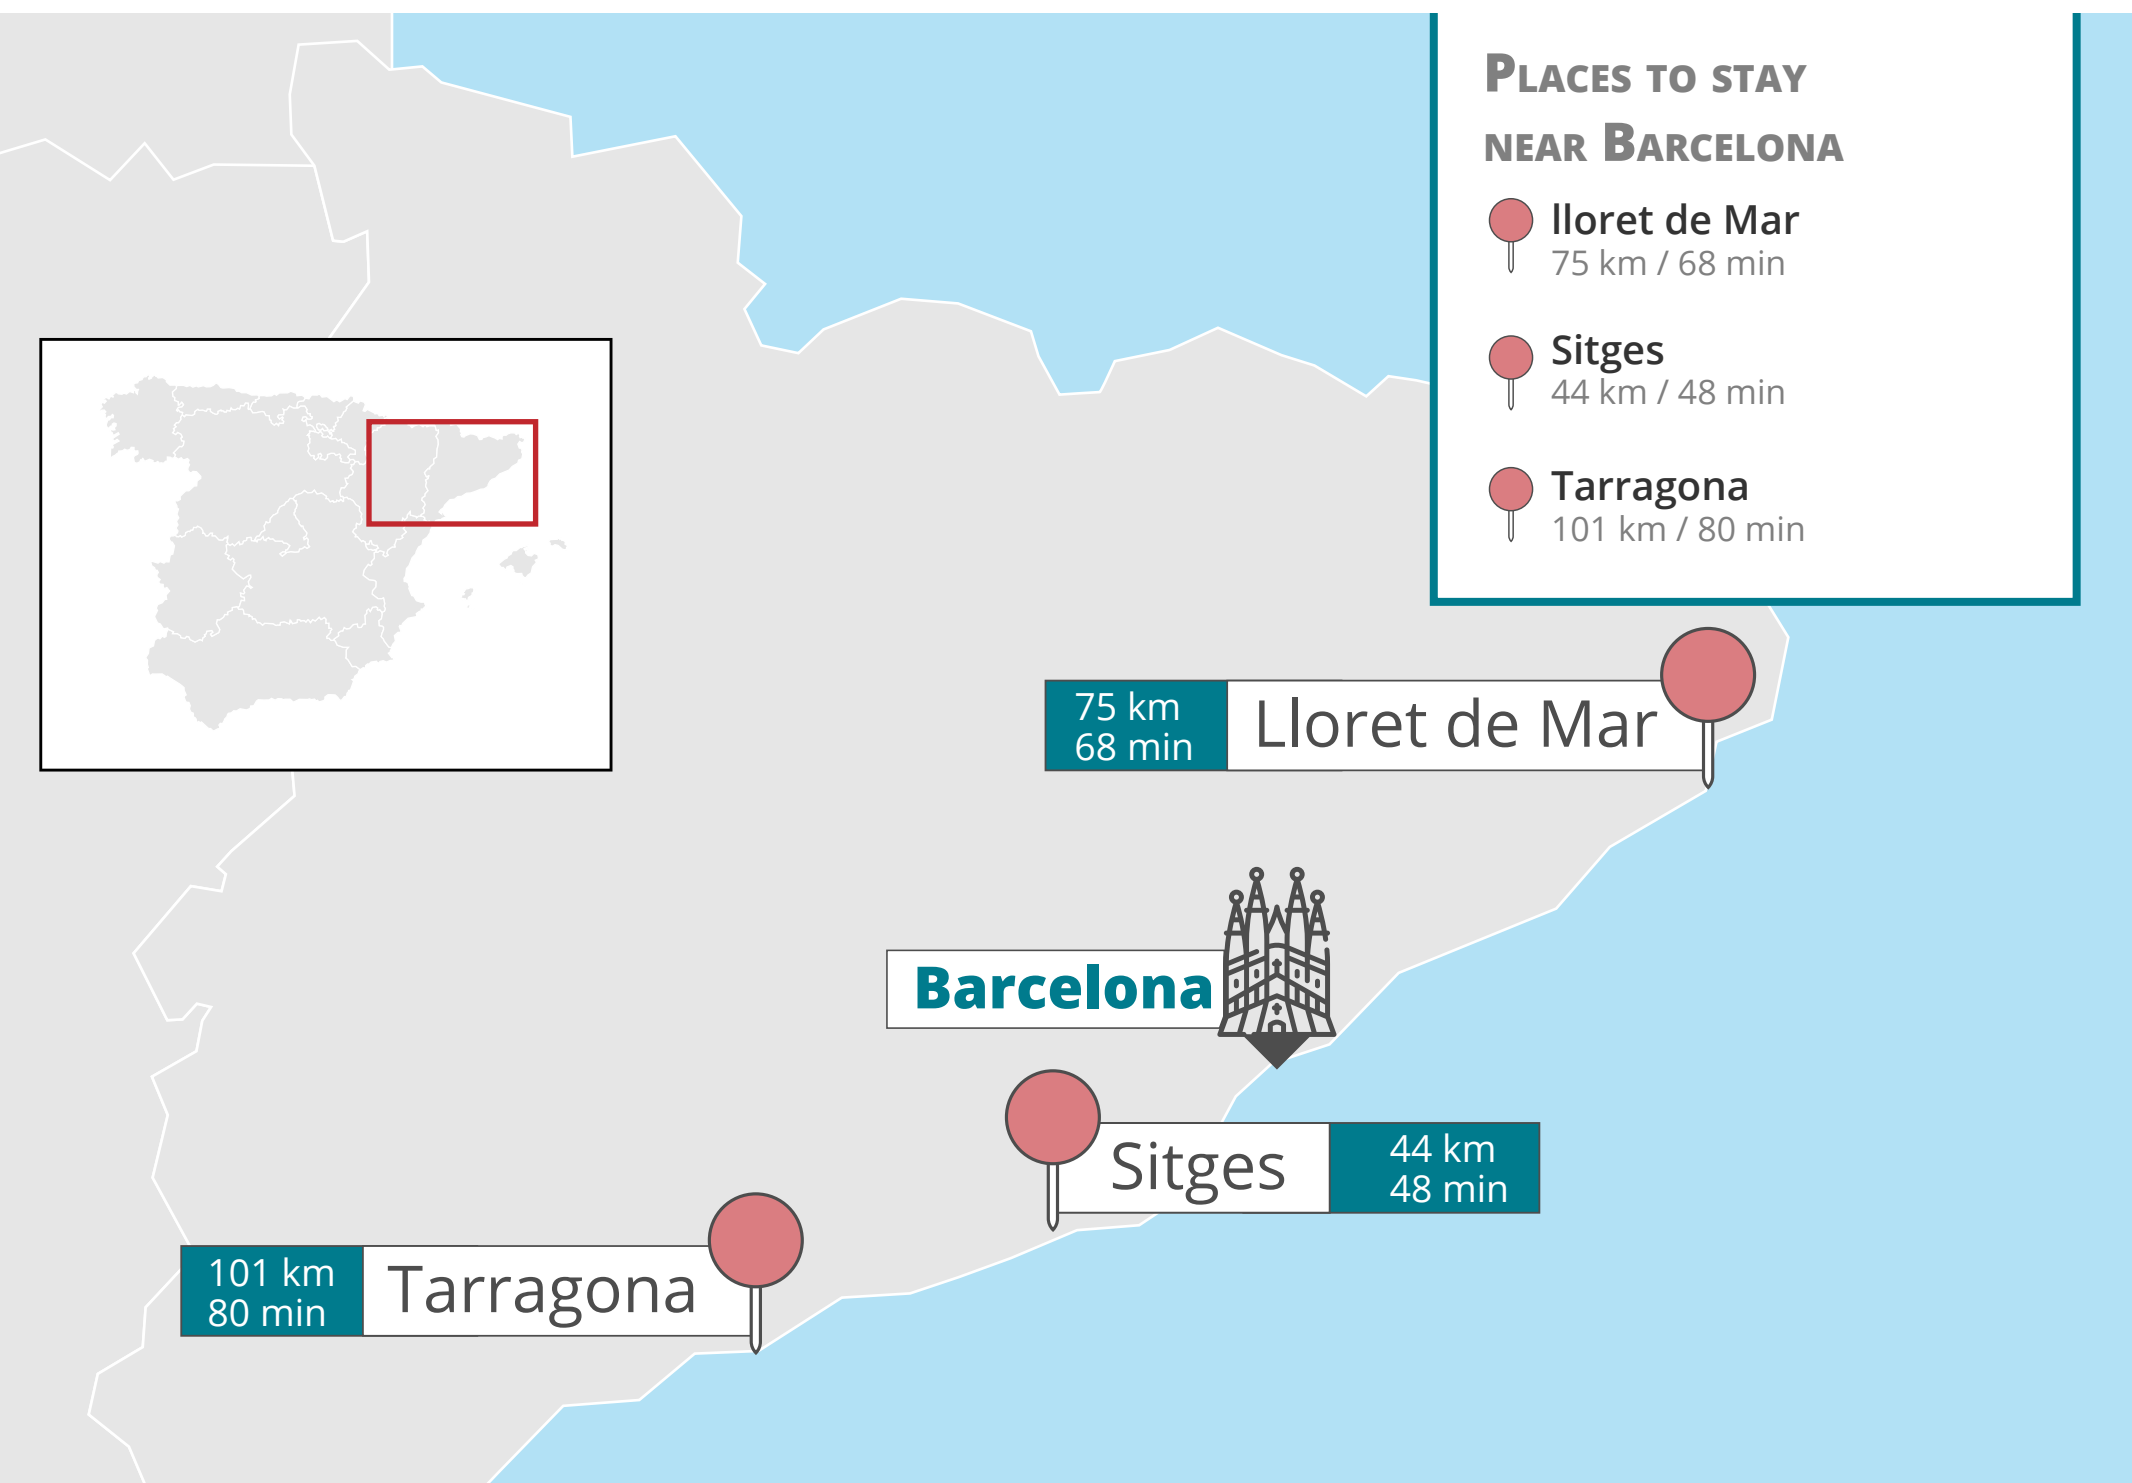 Places to stay
near Barcelona
lloret de Mar
75 km / 68 min
Sitges
44 km / 48 min
Tarragona
101 km / 80 min
75 km
68 min
Lloret de Mar
Barcelona
Sitges
44 km
48 min
101 km
80 min
Tarragona